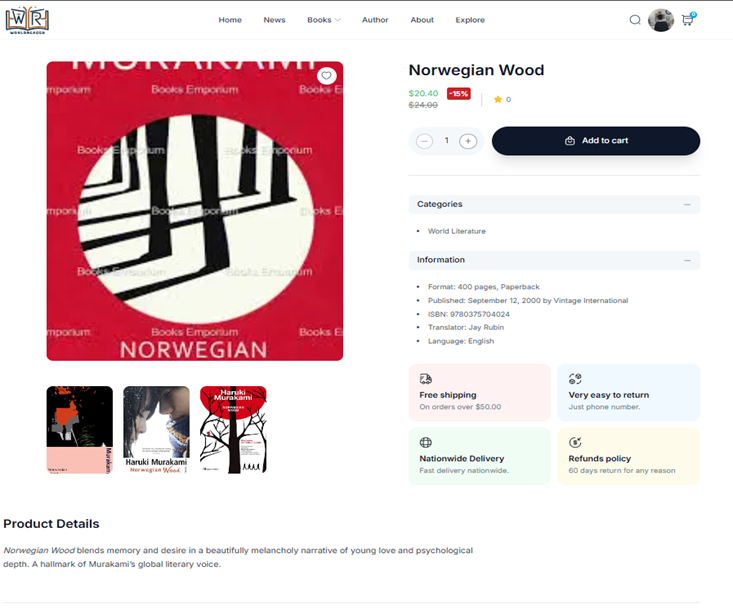 WR
WORLDREADER
Home News Books Author About Explore
0
MURAKAMI
emporium Books Emporium Books E
Books Emporium Books Emporium
mporiu Books Emporium Books E
Books Emporium Books Emporium
mporium Books Emporium Books E
NORWEGIAN
Haruki Murakami
Norwegian Wood
Haruki
Murakami
NORWEGIAN
WOOD
Norwegian Wood
$20.40 -15% 0
$24.00
1 Add to cart
Categories
World Literature
Information
Format: 400 pages, Paperback
Published: September 12, 2000 by Vintage International
ISBN: 9780375704024
Translator: Jay Rubin
Language: English
Free shipping
On orders over $50.00
Very easy to return
Just phone number.
Nationwide Delivery
Fast delivery nationwide.
Refunds policy
60 days return for any reason
Product Details
Norwegian Wood blends memory and desire in a beautifully melancholy narrative of young love and psychological
depth. A hallmark of Murakami's global literary voice.